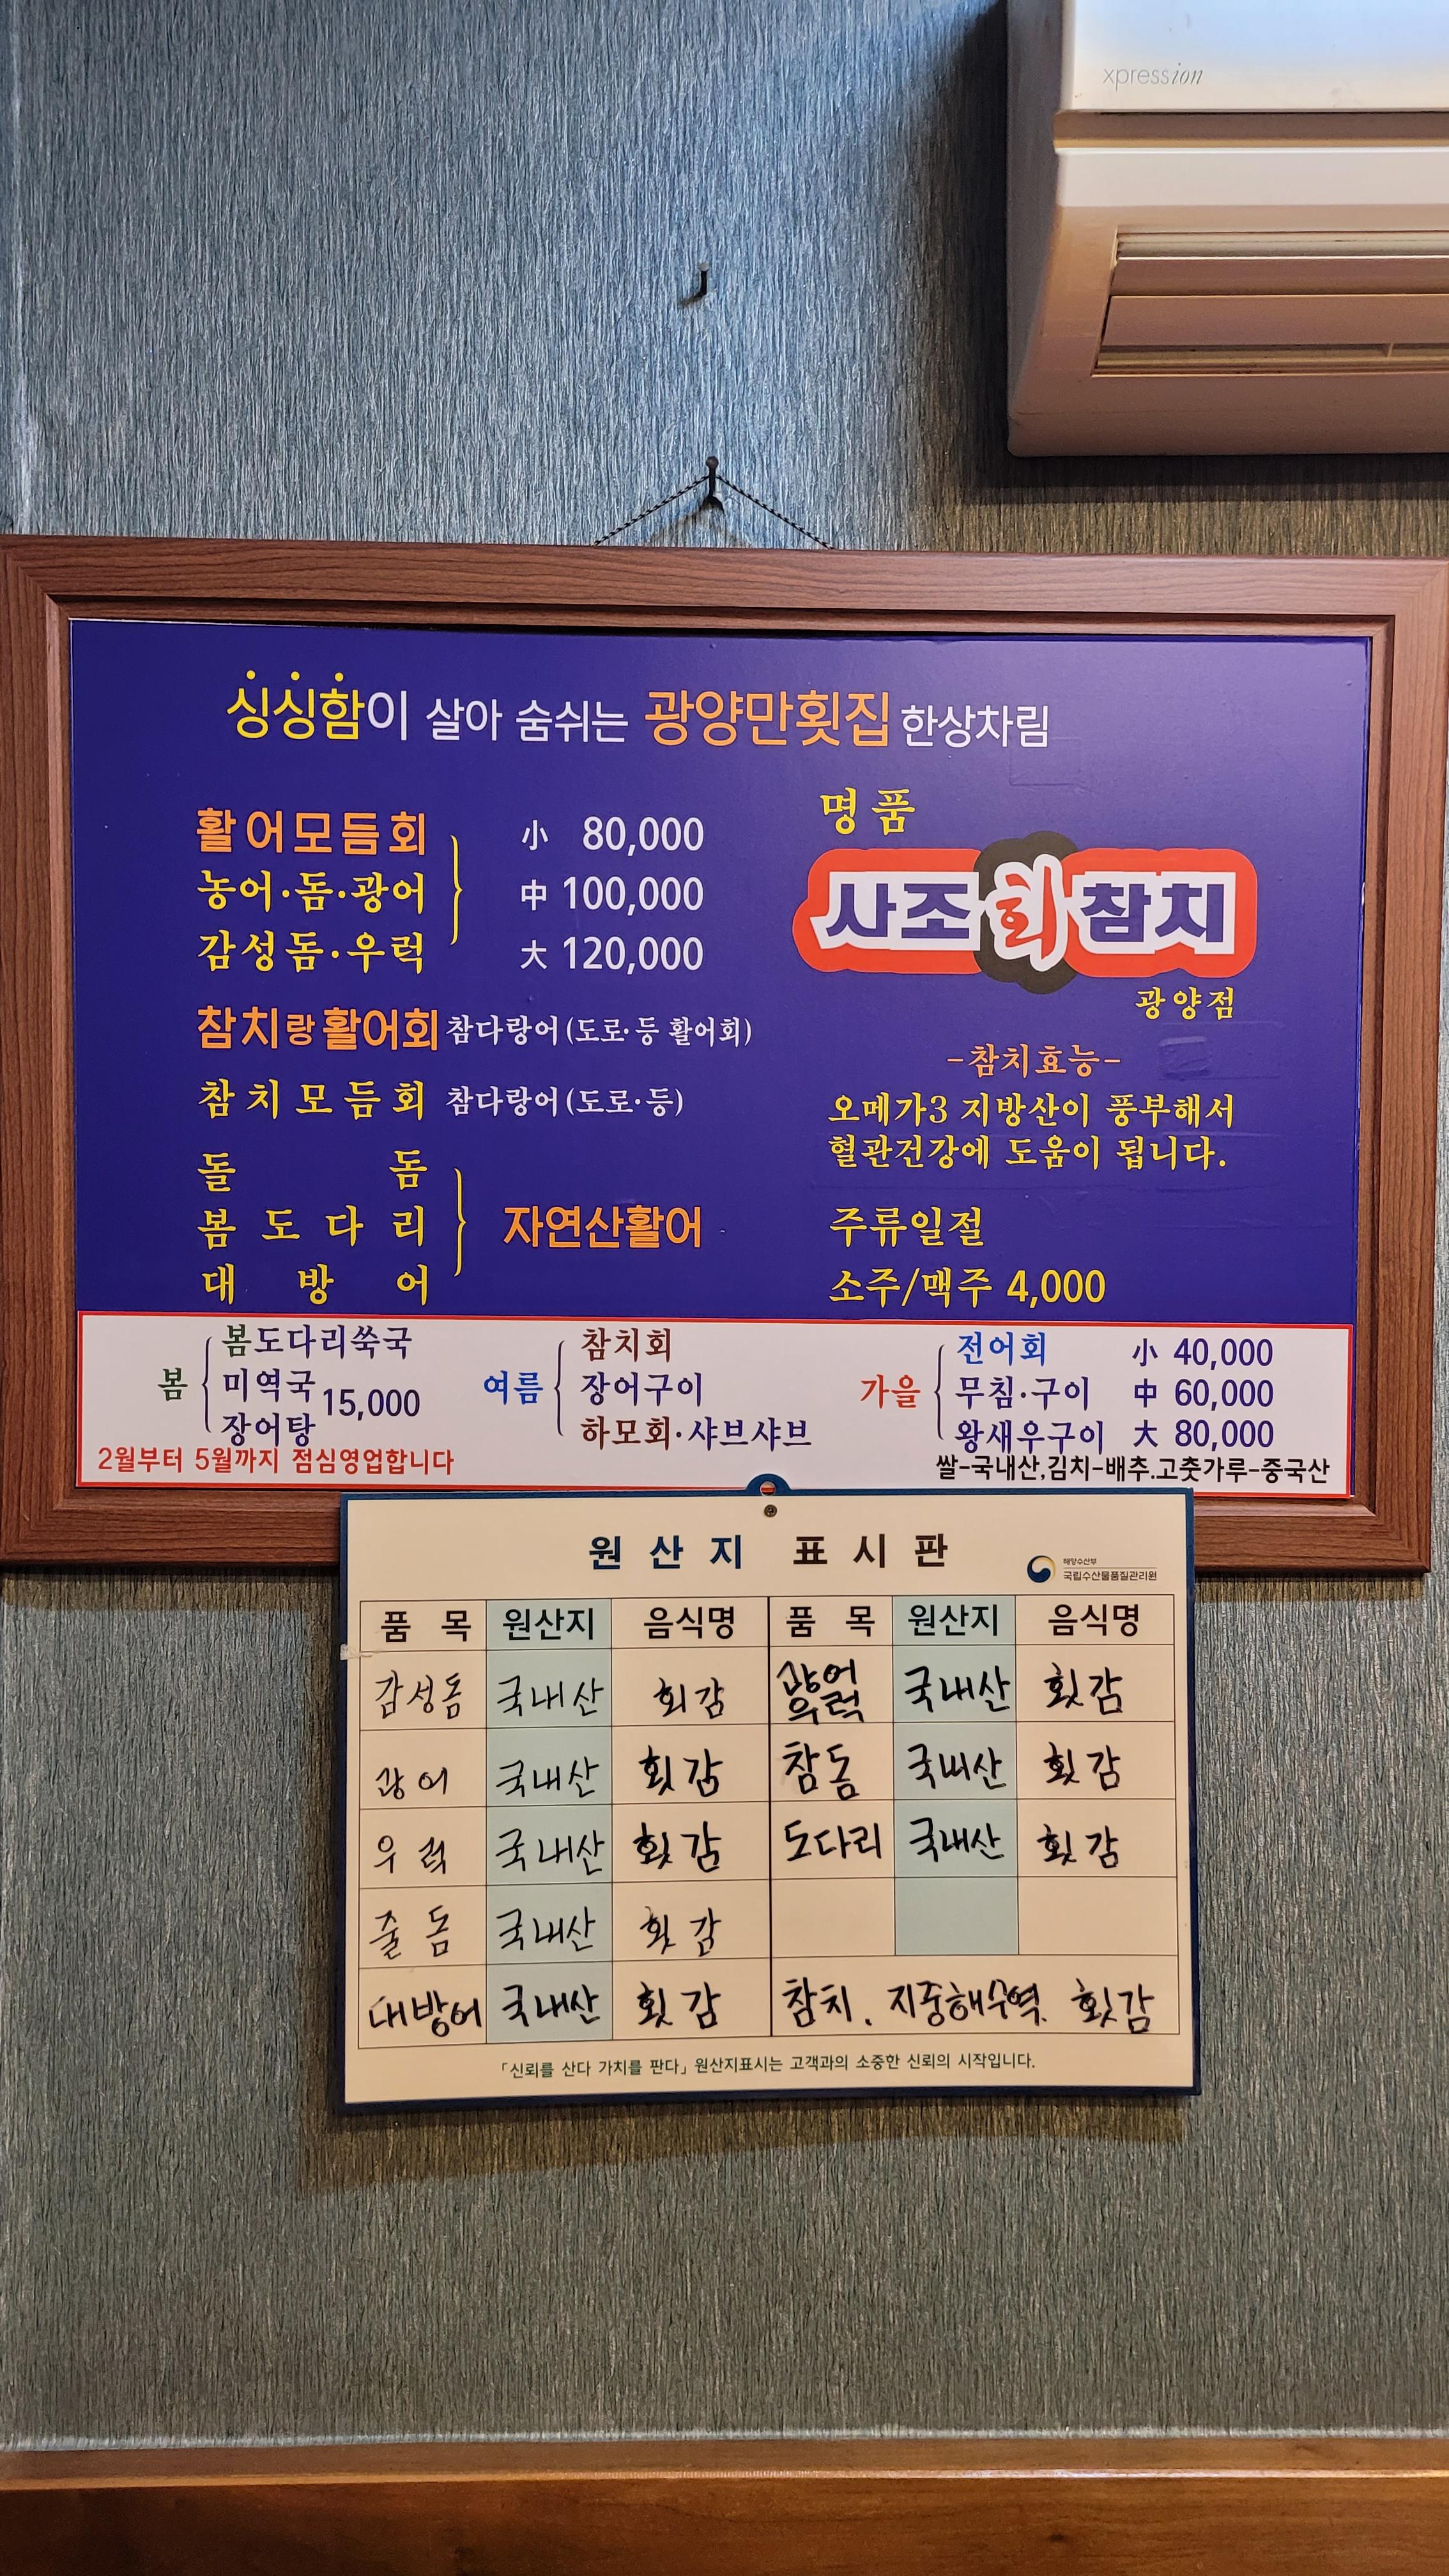 xpression
싱싱함이 살아 숨쉬는 광양만횟집 한상차림
활어모듬회
농어·돔·광어
감성돔·우럭
小 80,000
中 100,000
大 120,000
참치랑활어회 참다랑어(도로·등 활어회)
참치모듬회 참다랑어(도로·등)
돌돔
봄도다리
대방어
자연산활어
명품
사조회참치
광양점
-참치효능-
오메가3 지방산이 풍부해서
혈관건강에 도움이 됩니다.
주류일절
소주/맥주 4,000
봄
봄도다리쑥국
미역국
장어탕
15,000
2월부터 5월까지 점심영업합니다
여름
참치회
장어구이
하모회·샤브샤브
가을
전어회 小 40,000
무침·구이 中 60,000
왕새우구이 大 80,000
쌀-국내산,김치-배추.고춧가루-중국산
원산지 표시판
해양수산부
국립수산물품질관리원
품목 원산지 음식명 품목 원산지 음식명
감성돔 국내산 회감 광어 우럭 국내산 횟감
광어 국내산 횟감 참돔 국내산 횟감
우럭 국내산 횟감 도다리 국내산 횟감
줄돔 국내산 횟감
대방어 국내산 횟감 참치. 지중해수역. 횟감
「신뢰를 산다 가치를 판다」 원산지표시는 고객과의 소중한 신뢰의 시작입니다.